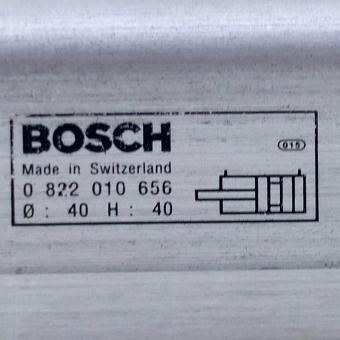 BOSCH
015
Made in Switzerland
0 822 010 656
Ø : 40 H : 40